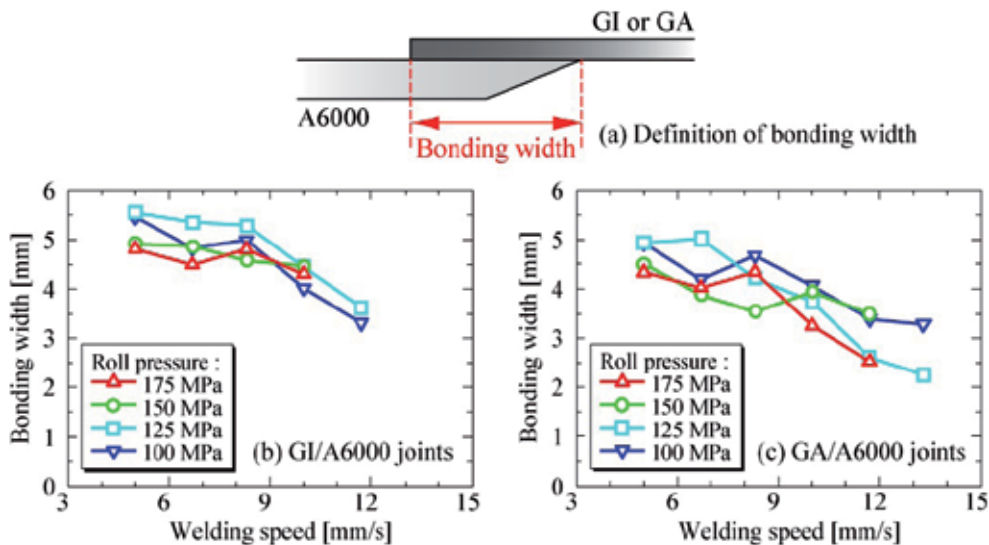 GI or GA
A6000
Bonding width
(a) Definition of bonding width
Bonding width [mm]
6
5
4
3
2
1
0
Roll pressure :
175 MPa
150 MPa
125 MPa
100 MPa
(b) GI/A6000 joints
3 6 9 12 15
Welding speed [mm/s]
Bonding width [mm]
6
5
4
3
2
1
0
Roll pressure :
175 MPa
150 MPa
125 MPa
100 MPa
(c) GA/A6000 joints
3 6 9 12 15
Welding speed [mm/s]